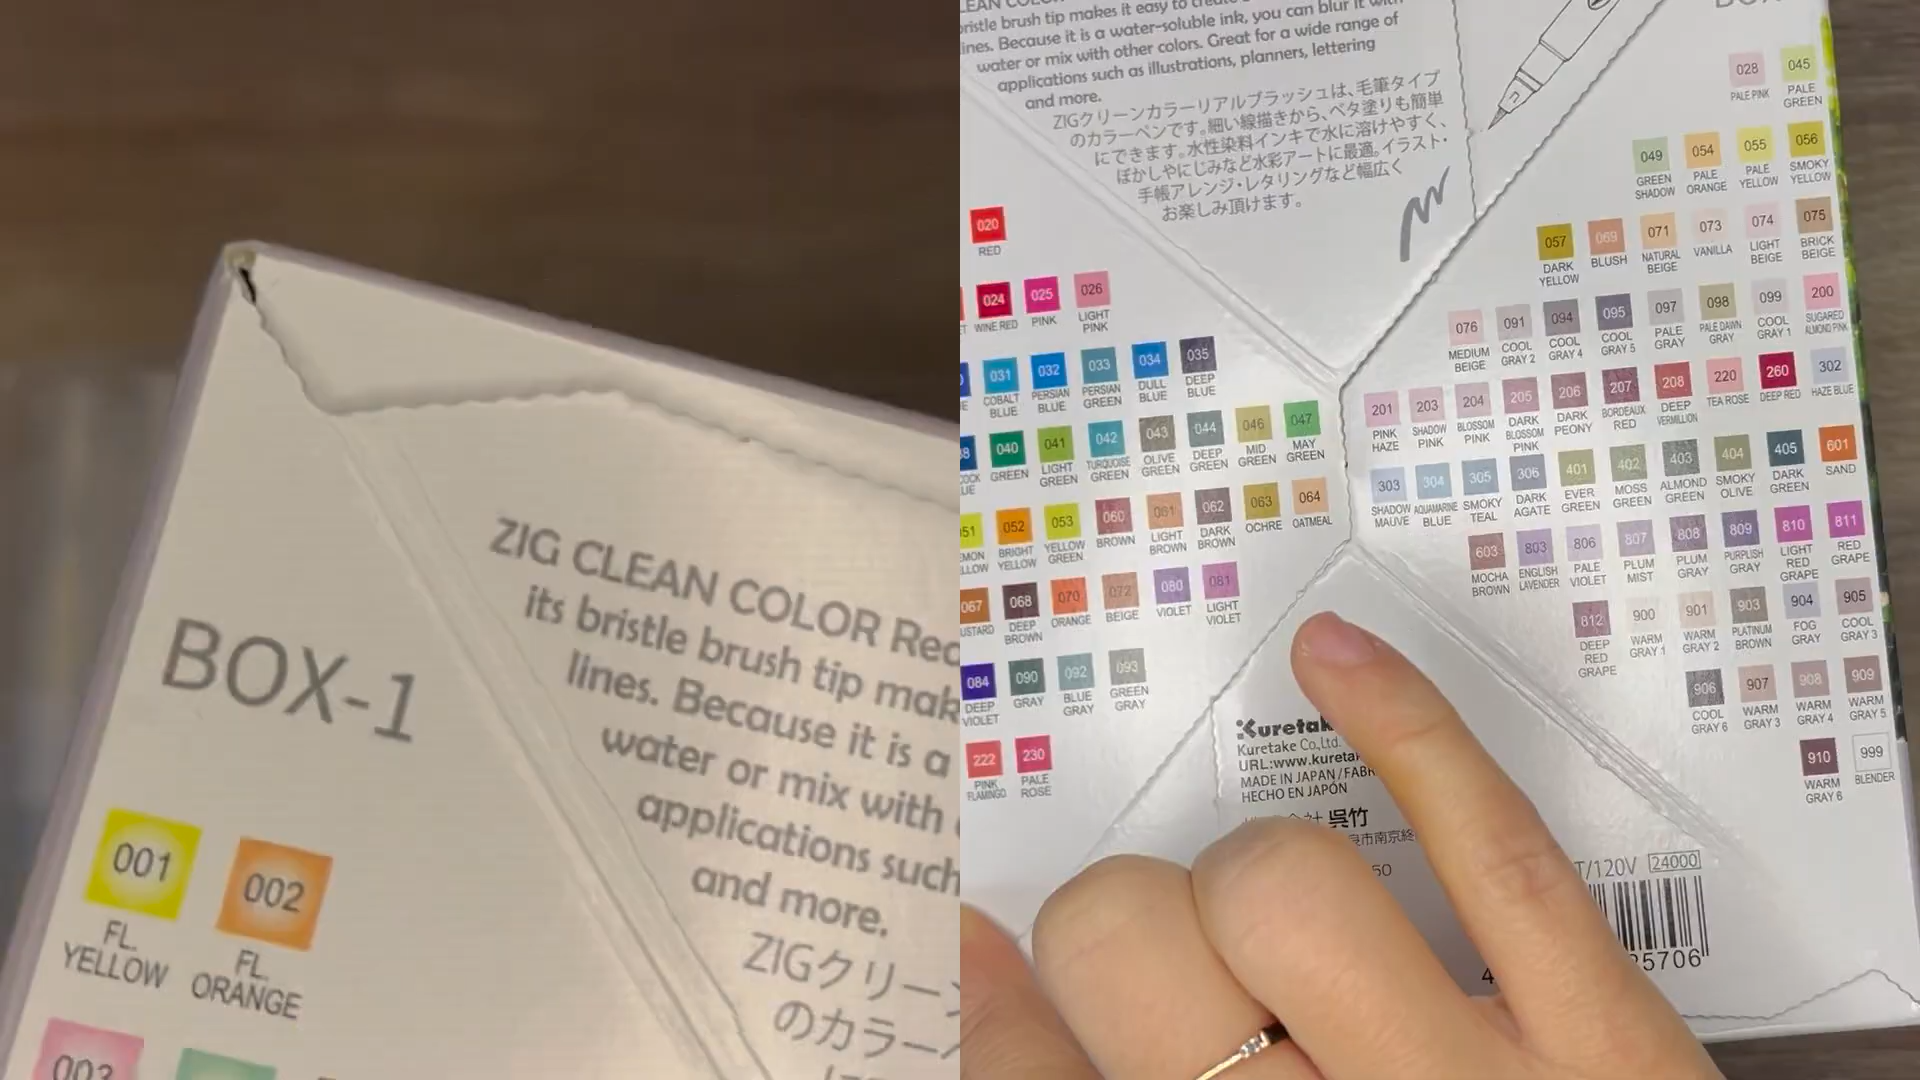 BOX-1
ZIG CLEAN COLOR Rea
its bristle brush tip mak
lines. Because it is a
water or mix with
applications such
and more.
ZIGクリーン
のカラー
001
002
FL. YELLOW
FL. ORANGE
003
bristle brush tip makes it easy to create
lines. Because it is a water-soluble ink, you can blur it with
water or mix with other colors. Great for a wide range of
applications such as illustrations, planners, lettering
and more.
ZIGクリーンカラーリアルブラッシュは、毛筆タイプ
のカラーペンです。細い線描きから、ベタ塗りも簡単
にできます。水性染料インキで水に溶けやすく、
ぼかしやにじみなど水彩アートに最適。イラスト・
手帳アレンジ・レタリングなど幅広く
お楽しみ頂けます。
020
RED
024 025 026
WINE RED PINK LIGHT PINK
031 032 033 034 035
COBALT BLUE PERSIAN BLUE PERSIAN GREEN DULL BLUE DEEP BLUE
040 041 042 043 044 046 047
GREEN LIGHT GREEN TURQUOISE GREEN OLIVE GREEN DEEP GREEN MID GREEN MAY GREEN
051 052 053 060 061 062 063 064
BRIGHT YELLOW YELLOW GREEN BROWN LIGHT BROWN DARK BROWN OCHRE OATMEAL
067 068 070 072 080 081
USTARD DEEP BROWN ORANGE BEIGE VIOLET LIGHT VIOLET
084 090 092 093
DEEP VIOLET GRAY BLUE GRAY GREEN GRAY
222 230
PINK FLAMINGO PALE ROSE
028 045
PALE PINK PALE GREEN
049 054 055 056
GREEN SHADOW PALE ORANGE PALE YELLOW SMOKY YELLOW
057 069 071 073 074 075
DARK YELLOW BLUSH NATURAL BEIGE VANILLA LIGHT BEIGE BRICK BEIGE
076 091 094 095 097 098 099 200
MEDIUM BEIGE COOL GRAY 2 COOL GRAY 4 COOL GRAY 5 PALE GRAY PALE DAWN GRAY COOL GRAY 1 SUGARED ALMOND PINK
201 203 204 205 206 207 208 220 260 302
PINK HAZE SHADOW PINK BLOSSOM PINK DARK BLOSSOM PINK DARK PEONY BORDEAUX RED DEEP VERMILLION TEA ROSE DEEP RED HAZE BLUE
303 304 305 306 401 402 403 404 405 601
SHADOW MAUVE AQUAMARINE BLUE SMOKY TEAL DARK AGATE EVER GREEN MOSS GREEN ALMOND GREEN SMOKY OLIVE DARK GREEN SAND
603 803 806 807 808 809 810 811
MOCHA BROWN ENGLISH LAVENDER PALE VIOLET PLUM MIST PLUM GRAY PURPLISH GRAY LIGHT RED GRAPE RED GRAPE
812 900 901 903 904 905
DEEP RED GRAPE WARM GRAY 1 WARM GRAY 2 PLATINUM BROWN FOG GRAY COOL GRAY 3
906 907 908 909
COOL GRAY 6 WARM GRAY 3 WARM GRAY 4 WARM GRAY 5
910 999
WARM GRAY 6 BLENDER
Kuretake
Kuretake Co.,Ltd.
URL:www.kureta
MADE IN JAPAN/FABR
HECHO EN JAPÓN
呉竹
良市南京終
50
T/120V 24000
4
25706